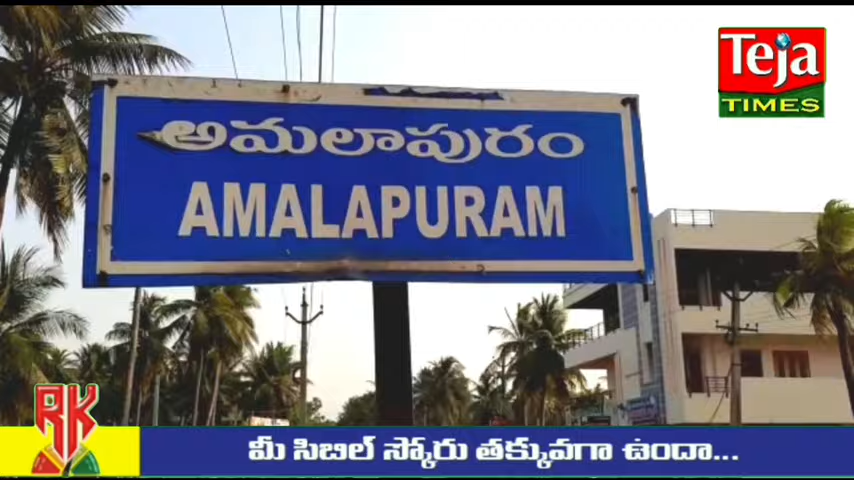 Teja
TIMES
అమలాపురం
AMALAPURAM
RK
మీ సిబిల్ స్కోరు తక్కువగా ఉందా...